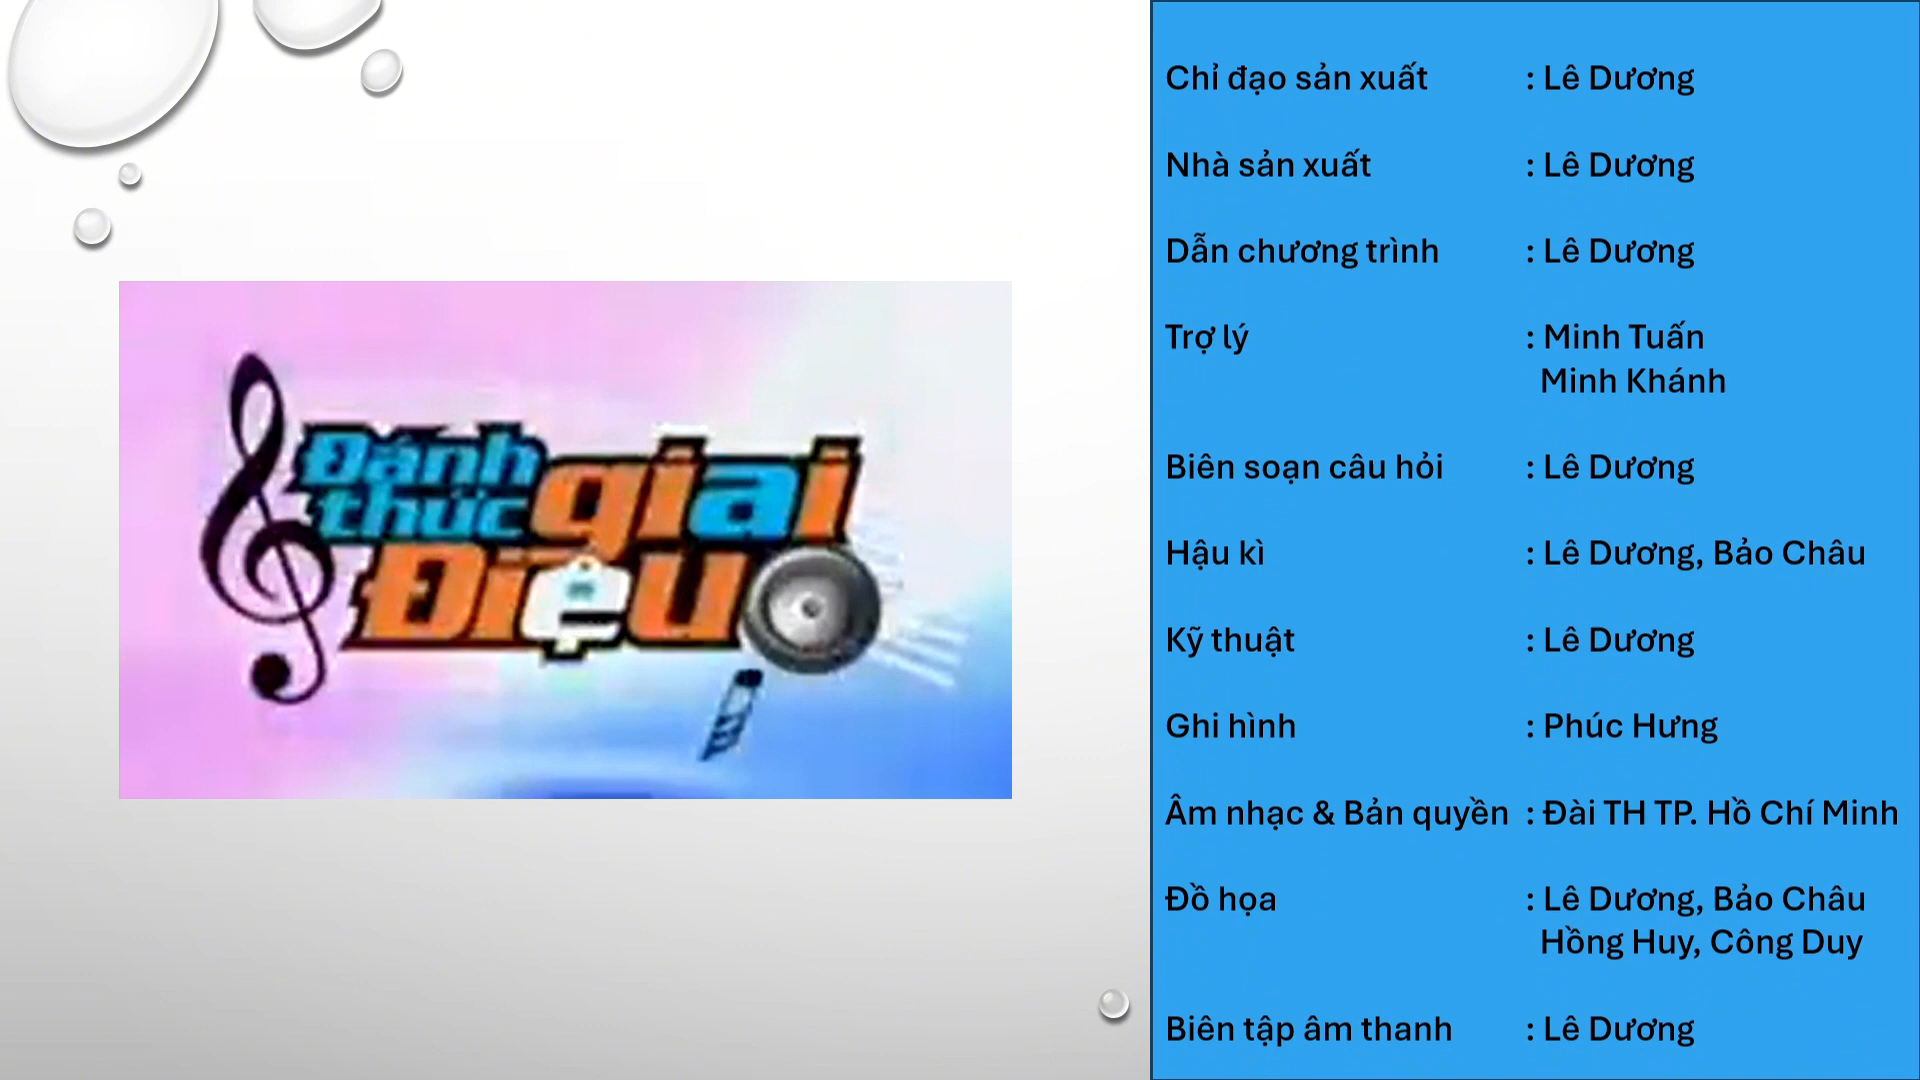 Đánh
thức
giai
Điệu
Chỉ đạo sản xuất : Lê Dương
Nhà sản xuất : Lê Dương
Dẫn chương trình : Lê Dương
Trợ lý : Minh Tuấn
Minh Khánh
Biên soạn câu hỏi : Lê Dương
Hậu kì : Lê Dương, Bảo Châu
Kỹ thuật : Lê Dương
Ghi hình : Phúc Hưng
Âm nhạc & Bản quyền : Đài TH TP. Hồ Chí Minh
Đồ họa : Lê Dương, Bảo Châu
Hồng Huy, Công Duy
Biên tập âm thanh : Lê Dương